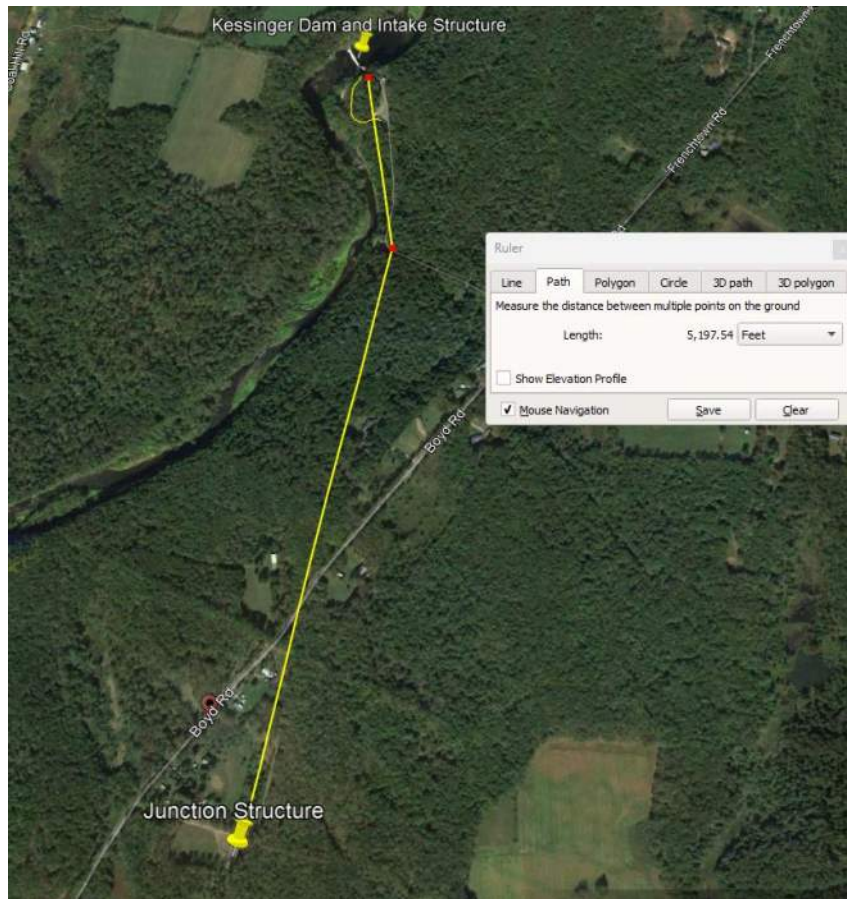 Kessinger Dam and Intake Structure
Frenchtown Rd
Frenchtown Rd
Ruler
Line
Path
Polygon
Circle
3D path
3D polygon
Measure the distance between multiple points on the ground
Length:
5,197.54
Feet
Show Elevation Profile
Mouse Navigation
Save
Clear
Boyd Rd
Boyd Rd
Junction Structure